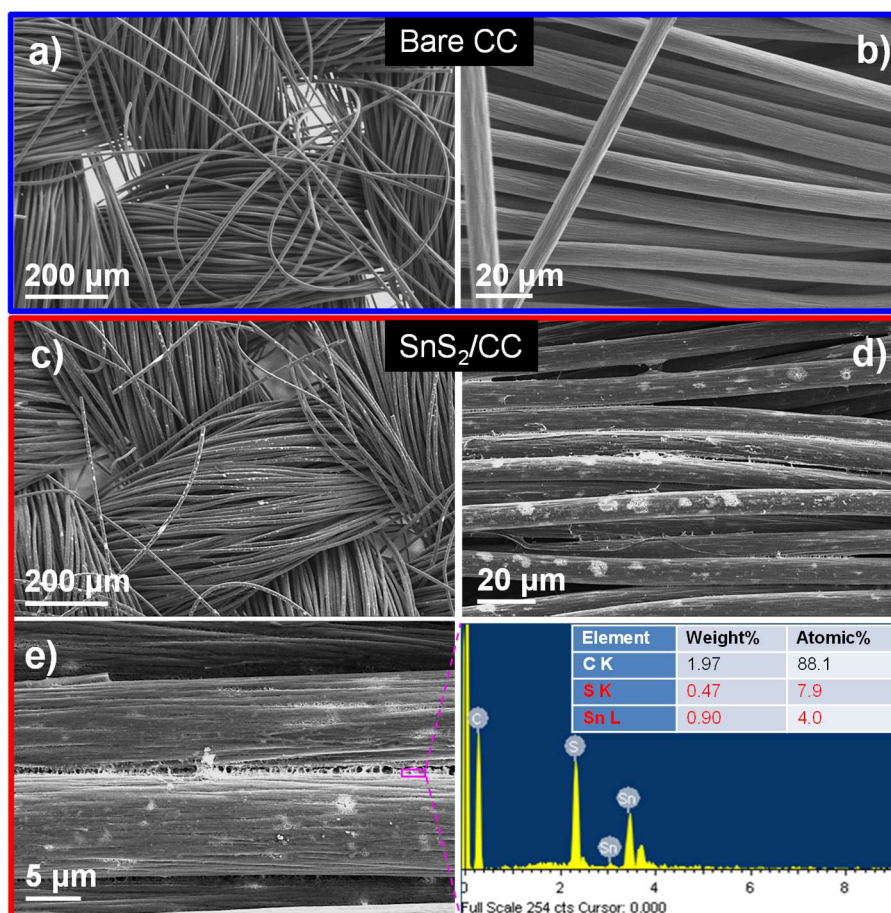 a)
Bare CC
b)
200 µm
20 µm
c)
SnS₂/CC
d)
200 µm
20 µm
e)
5 µm
Element Weight% Atomic%
C K 1.97 88.1
S K 0.47 7.9
Sn L 0.90 4.0
C
S
Sn
Sn
0 2 4 6 8
Full Scale 254 cts Cursor: 0.000